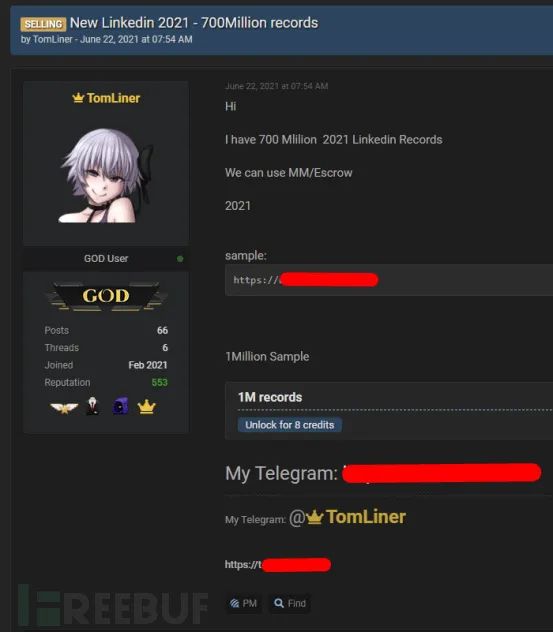 SELLING New Linkedin 2021 - 700Million records
by TomLiner - June 22, 2021 at 07:54 AM
TomLiner
GOD User
GOD
Posts 66
Threads 6
Joined Feb 2021
Reputation 553
June 22, 2021 at 07:54 AM
Hi
I have 700 Mlilion 2021 Linkedin Records
We can use MM/Escrow
2021
sample:
https://
1Million Sample
1M records
Unlock for 8 credits
My Telegram:
My Telegram: @TomLiner
https://t
PM Find
FREEBUF